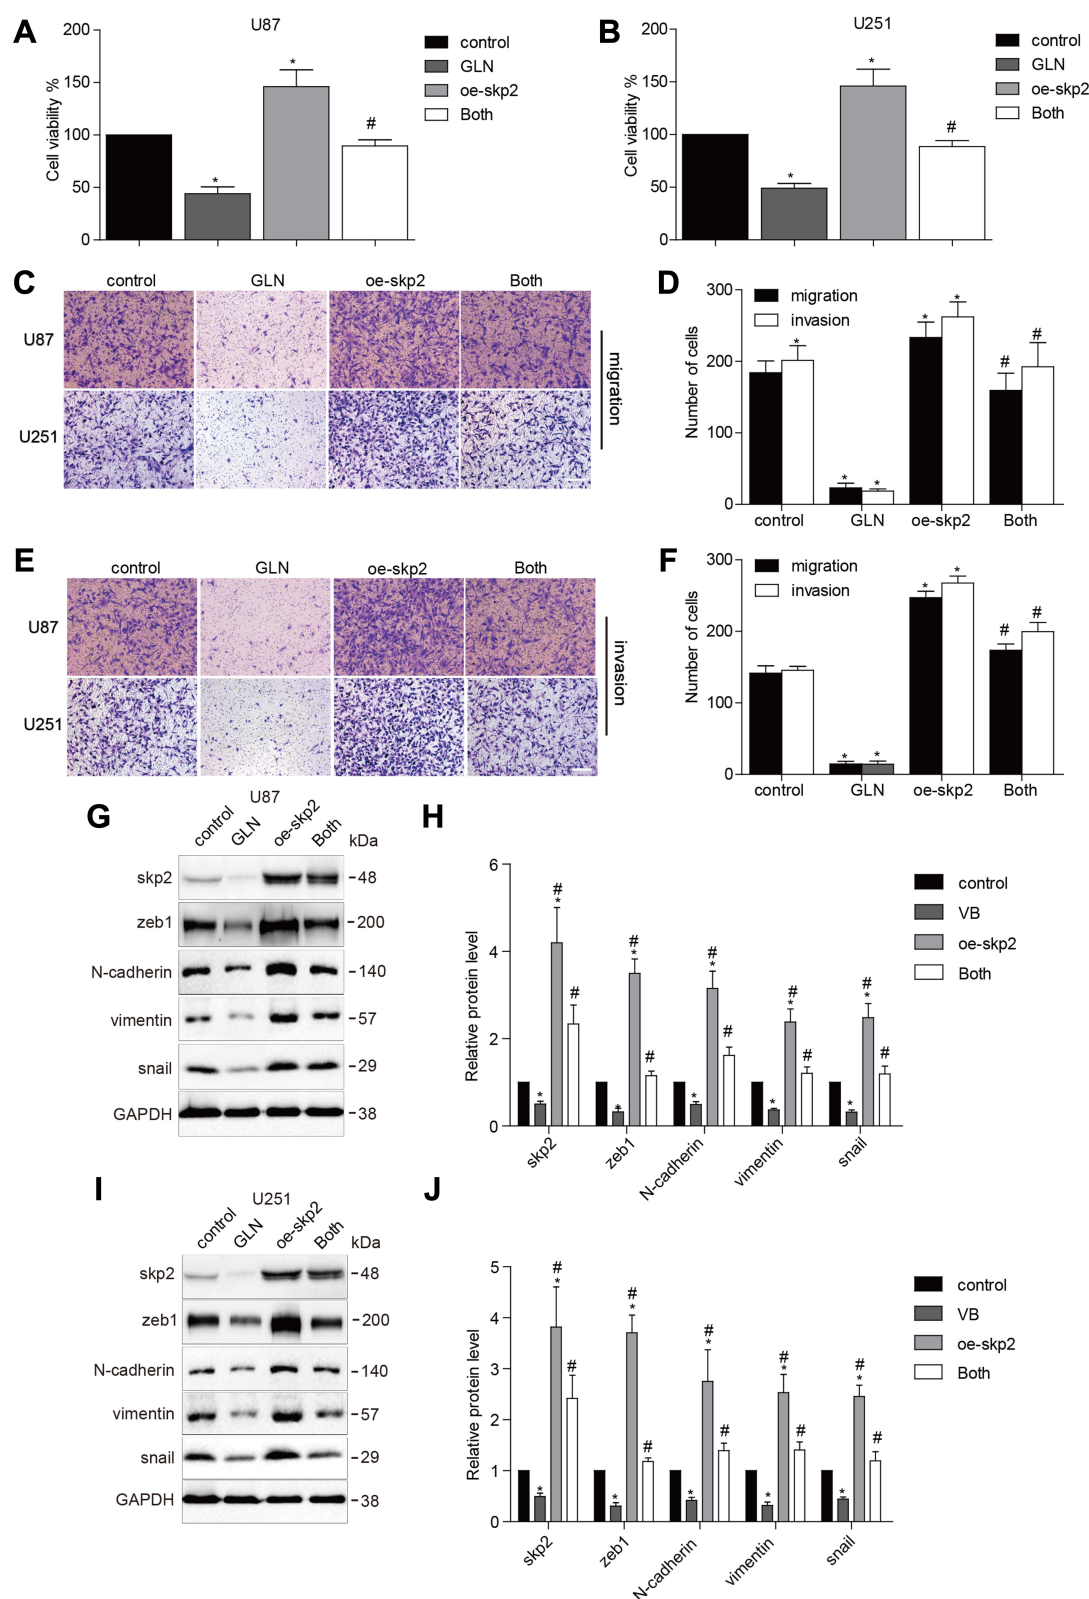 A
U87
Cell viability %
200
150
100
50
0
*
*
#
control
GLN
oe-skp2
Both
B
U251
Cell viability %
200
150
100
50
0
*
*
#
control
GLN
oe-skp2
Both
C
control GLN oe-skp2 Both
U87
U251
migration
D
Number of cells
300
200
100
0
migration
invasion
*
* *
* *
# #
control GLN oe-skp2 Both
E
control GLN oe-skp2 Both
U87
U251
invasion
F
Number of cells
300
200
100
0
migration
invasion
* *
* *
# #
control GLN oe-skp2 Both
G
U87
control GLN oe-skp2 Both kDa
skp2 -48
zeb1 -200
N-cadherin -140
vimentin -57
snail -29
GAPDH -38
H
Relative protein level
6
4
2
0
* # * #
* # * #
* # * #
* # * #
* # * #
skp2 zeb1 N-cadherin vimentin snail
control
VB
oe-skp2
Both
I
U251
control GLN oe-skp2 Both kDa
skp2 -48
zeb1 -200
N-cadherin -140
vimentin -57
snail -29
GAPDH -38
J
Relative protein level
5
4
3
2
1
0
* # * #
* # * #
* # * #
* # * #
* # * #
skp2 zeb1 N-cadherin vimentin snail
control
VB
oe-skp2
Both